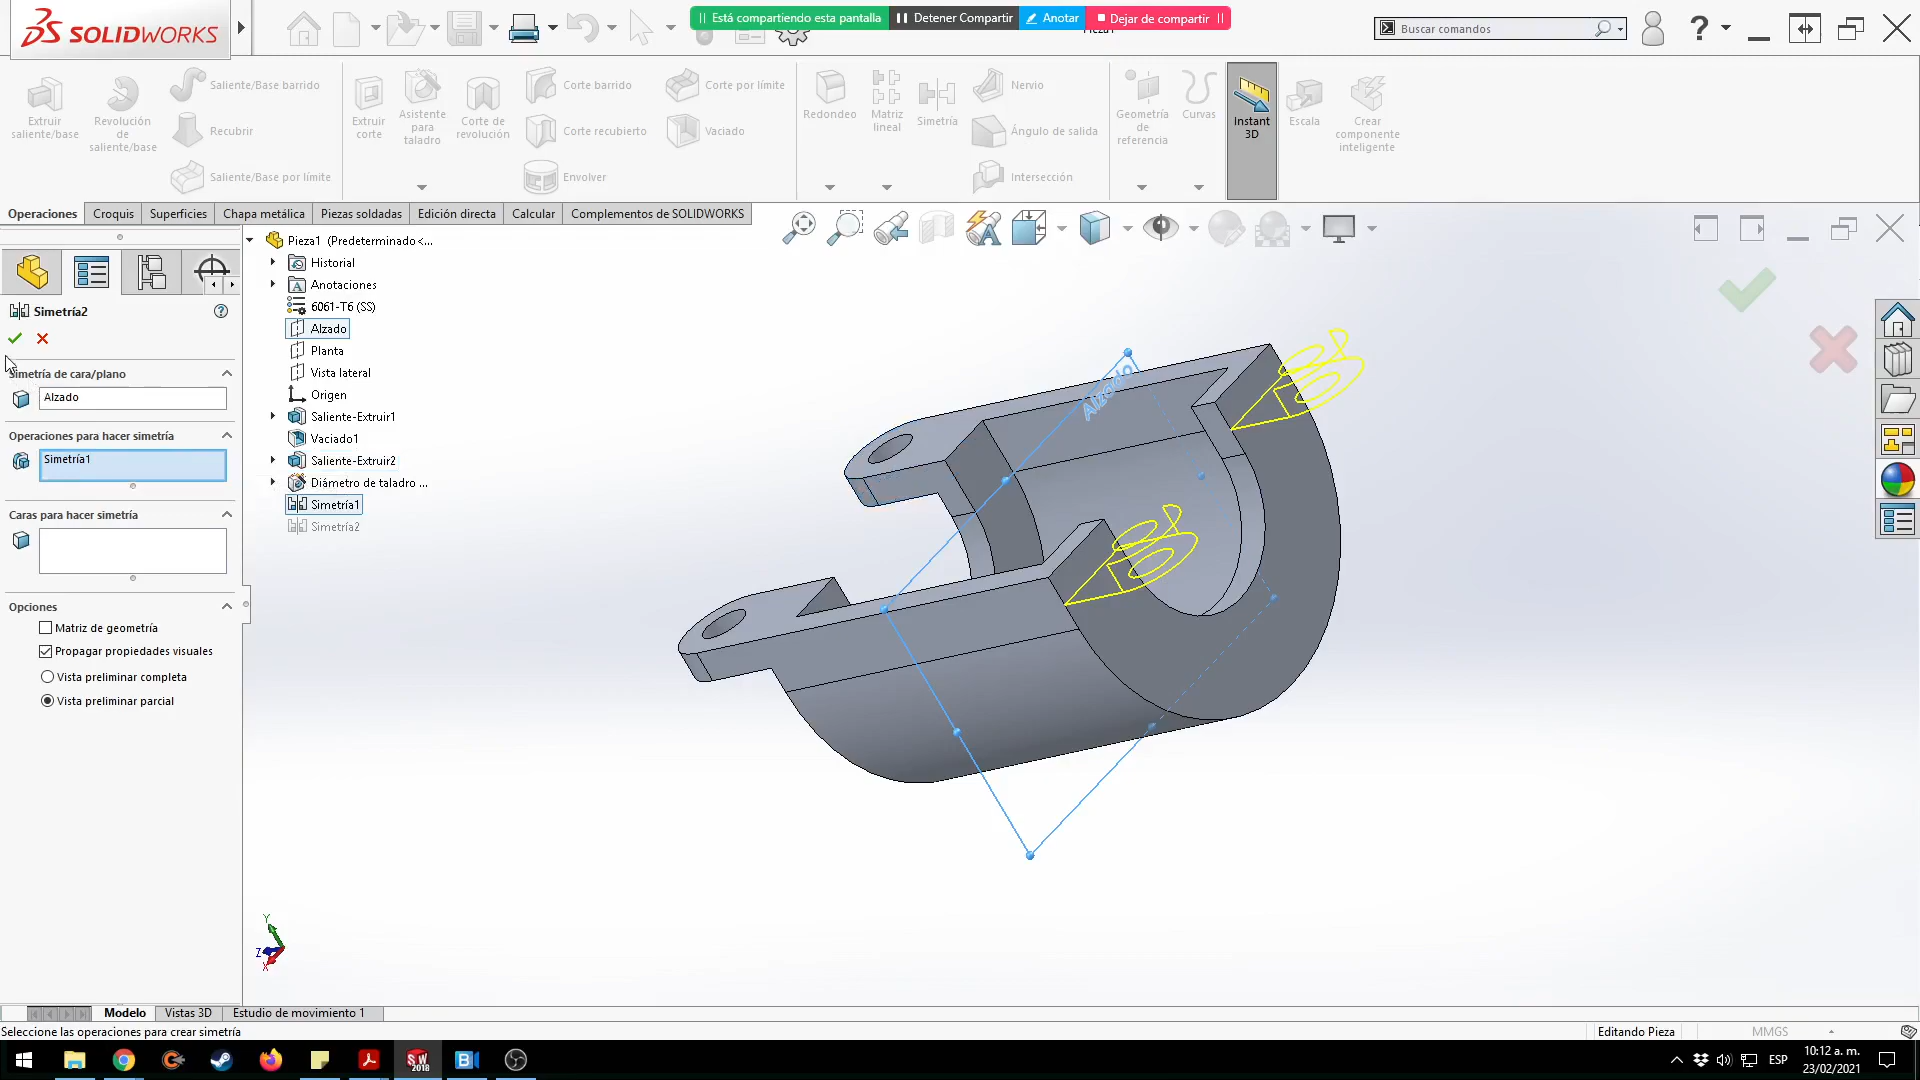 SOLIDWORKS
Está compartiendo esta pantalla
Detener Compartir
Anotar
Dejar de compartir
Buscar comandos
Extruir saliente/base
Revolución de saliente/base
Saliente/Base barrido
Recubrir
Saliente/Base por límite
Extruir corte
Asistente para taladro
Corte de revolución
Corte barrido
Corte recubierto
Envolver
Corte por límite
Vaciado
Redondeo
Matriz lineal
Simetría
Nervio
Ángulo de salida
Intersección
Geometría de referencia
Curvas
Instant 3D
Escala
Crear componente inteligente
Operaciones
Croquis
Superficies
Chapa metálica
Piezas soldadas
Edición directa
Calcular
Complementos de SOLIDWORKS
Simetría2
Simetría de cara/plano
Alzado
Operaciones para hacer simetría
Simetría1
Caras para hacer simetría
Opciones
Matriz de geometría
Propagar propiedades visuales
Vista preliminar completa
Vista preliminar parcial
Pieza1 (Predeterminado<...
Historial
Anotaciones
6061-T6 (SS)
Alzado
Planta
Vista lateral
Origen
Saliente-Extruir1
Vaciado1
Saliente-Extruir2
Diámetro de taladro ...
Simetría1
Simetría2
Alzado
Y
Z
X
Modelo
Vistas 3D
Estudio de movimiento 1
Seleccione las operaciones para crear simetría
Editando Pieza
MMGS
SW
2018
ESP
10:12 a. m.
23/02/2021